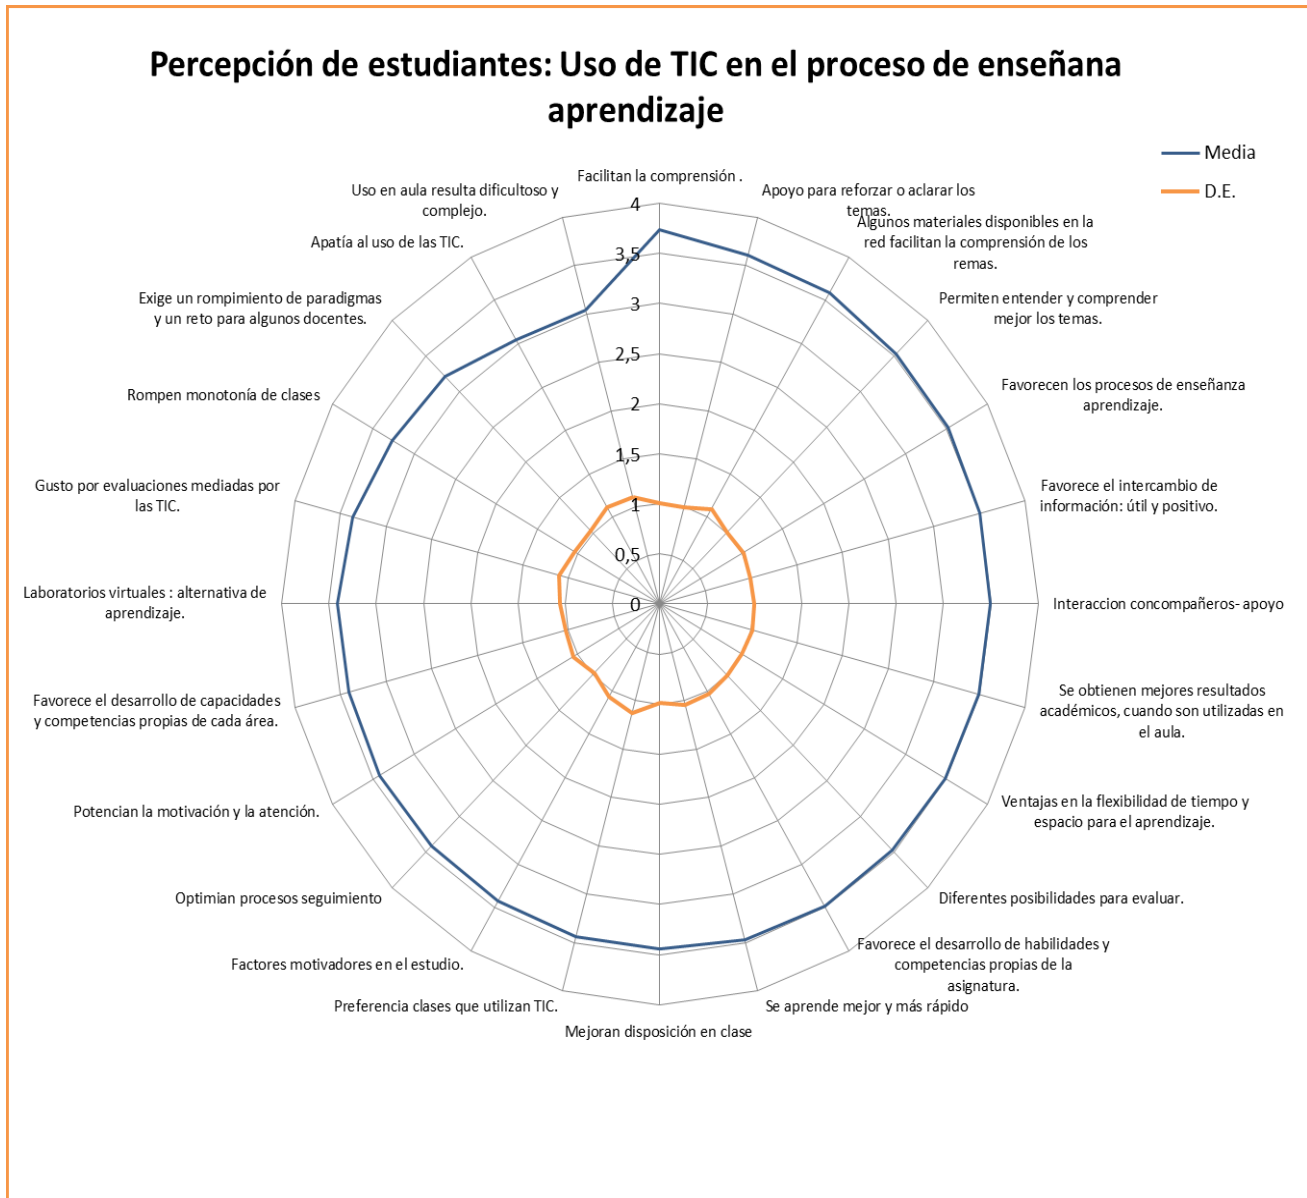 Percepción de estudiantes: Uso de TIC en el proceso de enseñana
aprendizaje
Media
D.E.
Facilitan la comprensión .
Apoyo para reforzar o aclarar los
temas.
Algunos materiales disponibles en la
red facilitan la comprensión de los
remas.
Permiten entender y comprender
mejor los temas.
Favorecen los procesos de enseñanza
aprendizaje.
Favorece el intercambio de
información: útil y positivo.
Interaccion concompañeros- apoyo
Se obtienen mejores resultados
académicos, cuando son utilizadas en
el aula.
Ventajas en la flexibilidad de tiempo y
espacio para el aprendizaje.
Diferentes posibilidades para evaluar.
Favorece el desarrollo de habilidades y
competencias propias de la
asignatura.
Se aprende mejor y más rápido
Mejoran disposición en clase
Preferencia clases que utilizan TIC.
Factores motivadores en el estudio.
Optimian procesos seguimiento
Potencian la motivación y la atención.
Favorece el desarrollo de capacidades
y competencias propias de cada área.
Laboratorios virtuales : alternativa de
aprendizaje.
Gusto por evaluaciones mediadas por
las TIC.
Rompen monotonía de clases
Exige un rompimiento de paradigmas
y un reto para algunos docentes.
Apatía al uso de las TIC.
Uso en aula resulta dificultoso y
complejo.
4
3,5
3
2,5
2
1,5
1
0,5
0